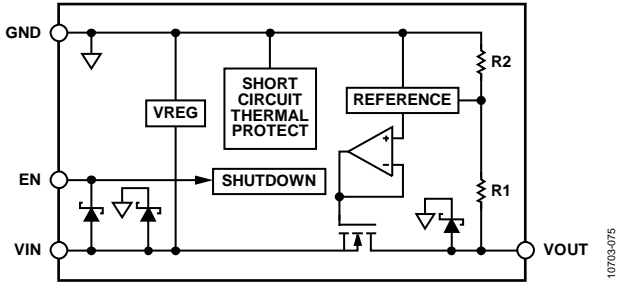 GND
R2
SHORT
CIRCUIT
THERMAL
PROTECT
VREG
REFERENCE
+
−
EN
SHUTDOWN
R1
VIN
VOUT
10703-075